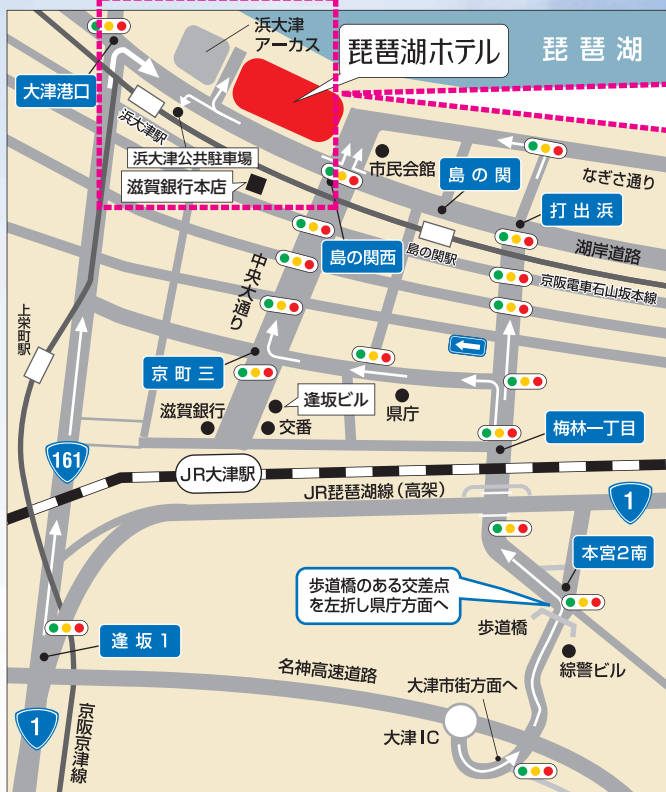 浜大津
アーカス
琵琶湖ホテル
琵琶湖
大津港口
浜大津駅
浜大津公共駐車場
滋賀銀行本店
市民会館
島の関
なぎさ通り
打出浜
湖岸道路
島の関西
島の関駅
京阪電車石山坂本線
中央大通り
上栄町駅
京町三
逢坂ビル
滋賀銀行
交番
県庁
梅林一丁目
161
JR大津駅
JR琵琶湖線(高架)
1
本宮2南
歩道橋のある交差点
を左折し県庁方面へ
歩道橋
綜警ビル
逢坂1
名神高速道路
大津市街方面へ
大津IC
1
京阪京津線